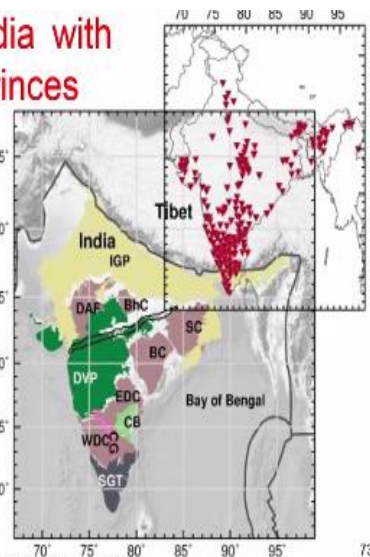 dia with
inces
70 75 80 85 90 95
Tibet
India
IGP
DAF
BhC
SC
BC
DVP
EDC
CB
Bay of Bengal
WDC
CG
SGT
70° 75° 80° 85° 90° 95°